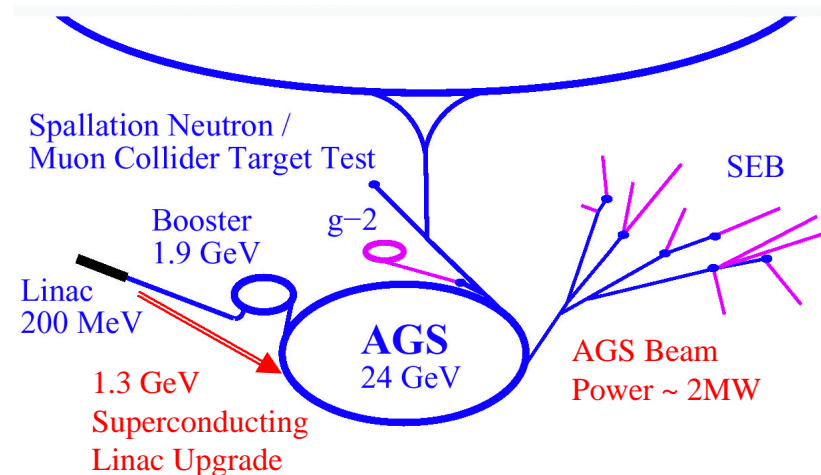 Spallation Neutron /
Muon Collider Target Test
SEB
Booster
1.9 GeV
g−2
Linac
200 MeV
AGS
24 GeV
AGS Beam
Power ~ 2MW
1.3 GeV
Superconducting
Linac Upgrade